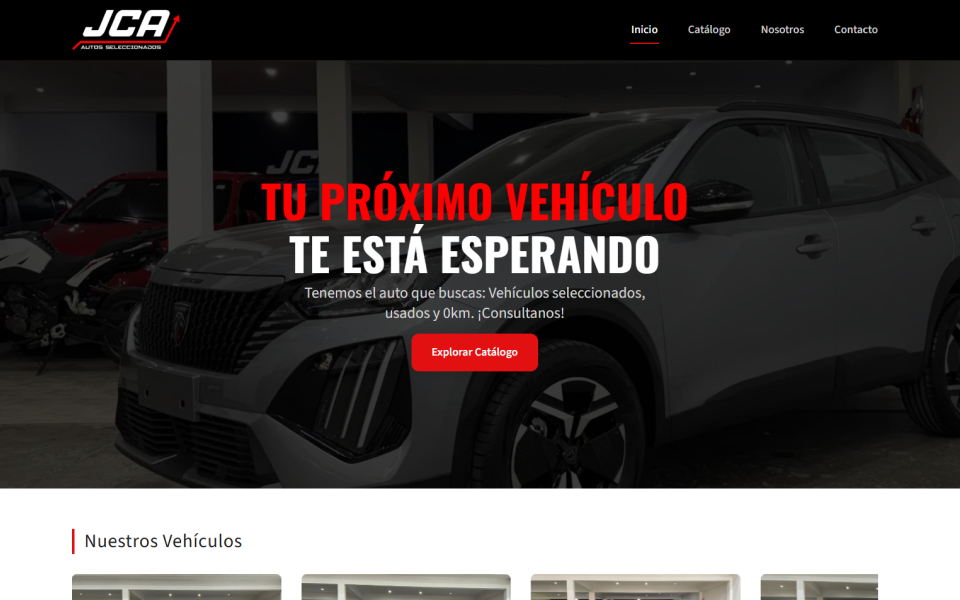 JCA
AUTOS SELECCIONADOS
Inicio
Catálogo
Nosotros
Contacto
JCA
TU PRÓXIMO VEHÍCULO
TE ESTÁ ESPERANDO
Tenemos el auto que buscas: Vehículos seleccionados,
usados y 0km. ¡Consultanos!
Explorar Catálogo
Nuestros Vehículos